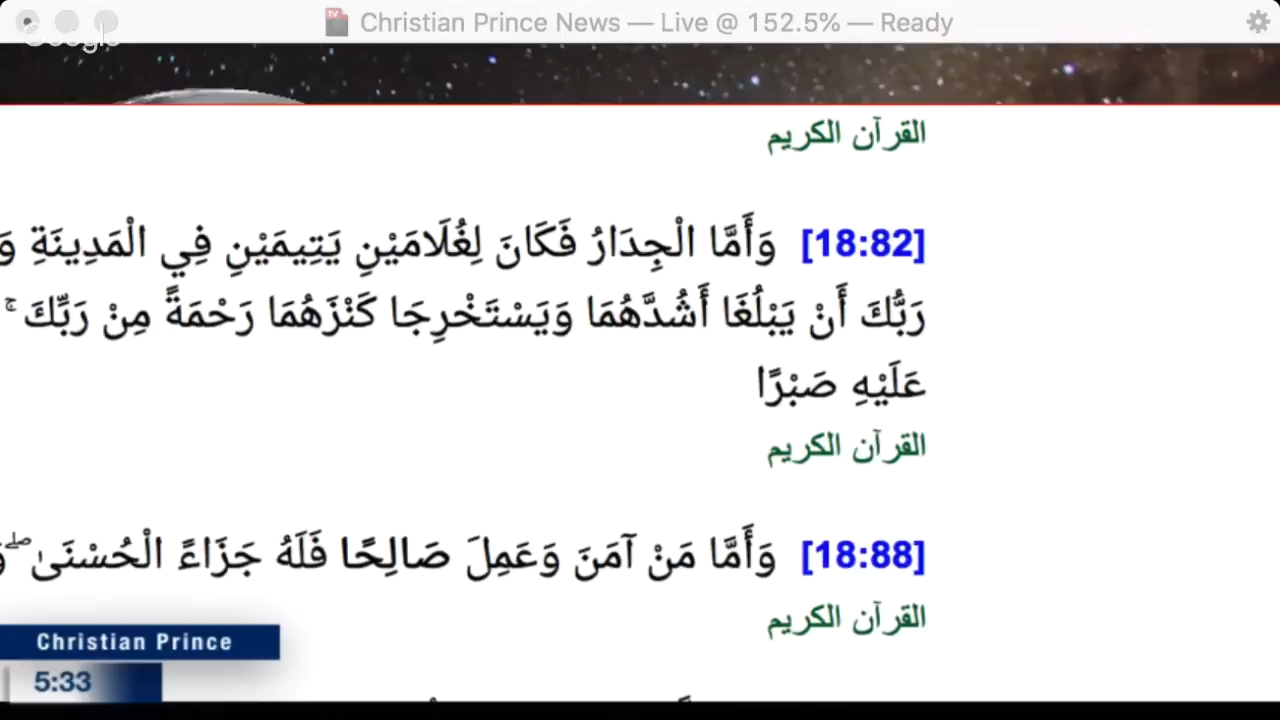 Christian Prince News — Live @ 152.5% — Ready
Google
القرآن الكريم
[18:82] وَأَمَّا الْجِدَارُ فَكَانَ لِغُلَامَيْنِ يَتِيمَيْنِ فِي الْمَدِينَةِ وَ
رَبُّكَ أَنْ يَبْلُغَا أَشُدَّهُمَا وَيَسْتَخْرِجَا كَنْزَهُمَا رَحْمَةً مِنْ رَبِّكَ ۚ
عَلَيْهِ صَبْرًا
القرآن الكريم
[18:88] وَأَمَّا مَنْ آمَنَ وَعَمِلَ صَالِحًا فَلَهُ جَزَاءً الْحُسْنَىٰ ۖ
القرآن الكريم
Christian Prince
5:33